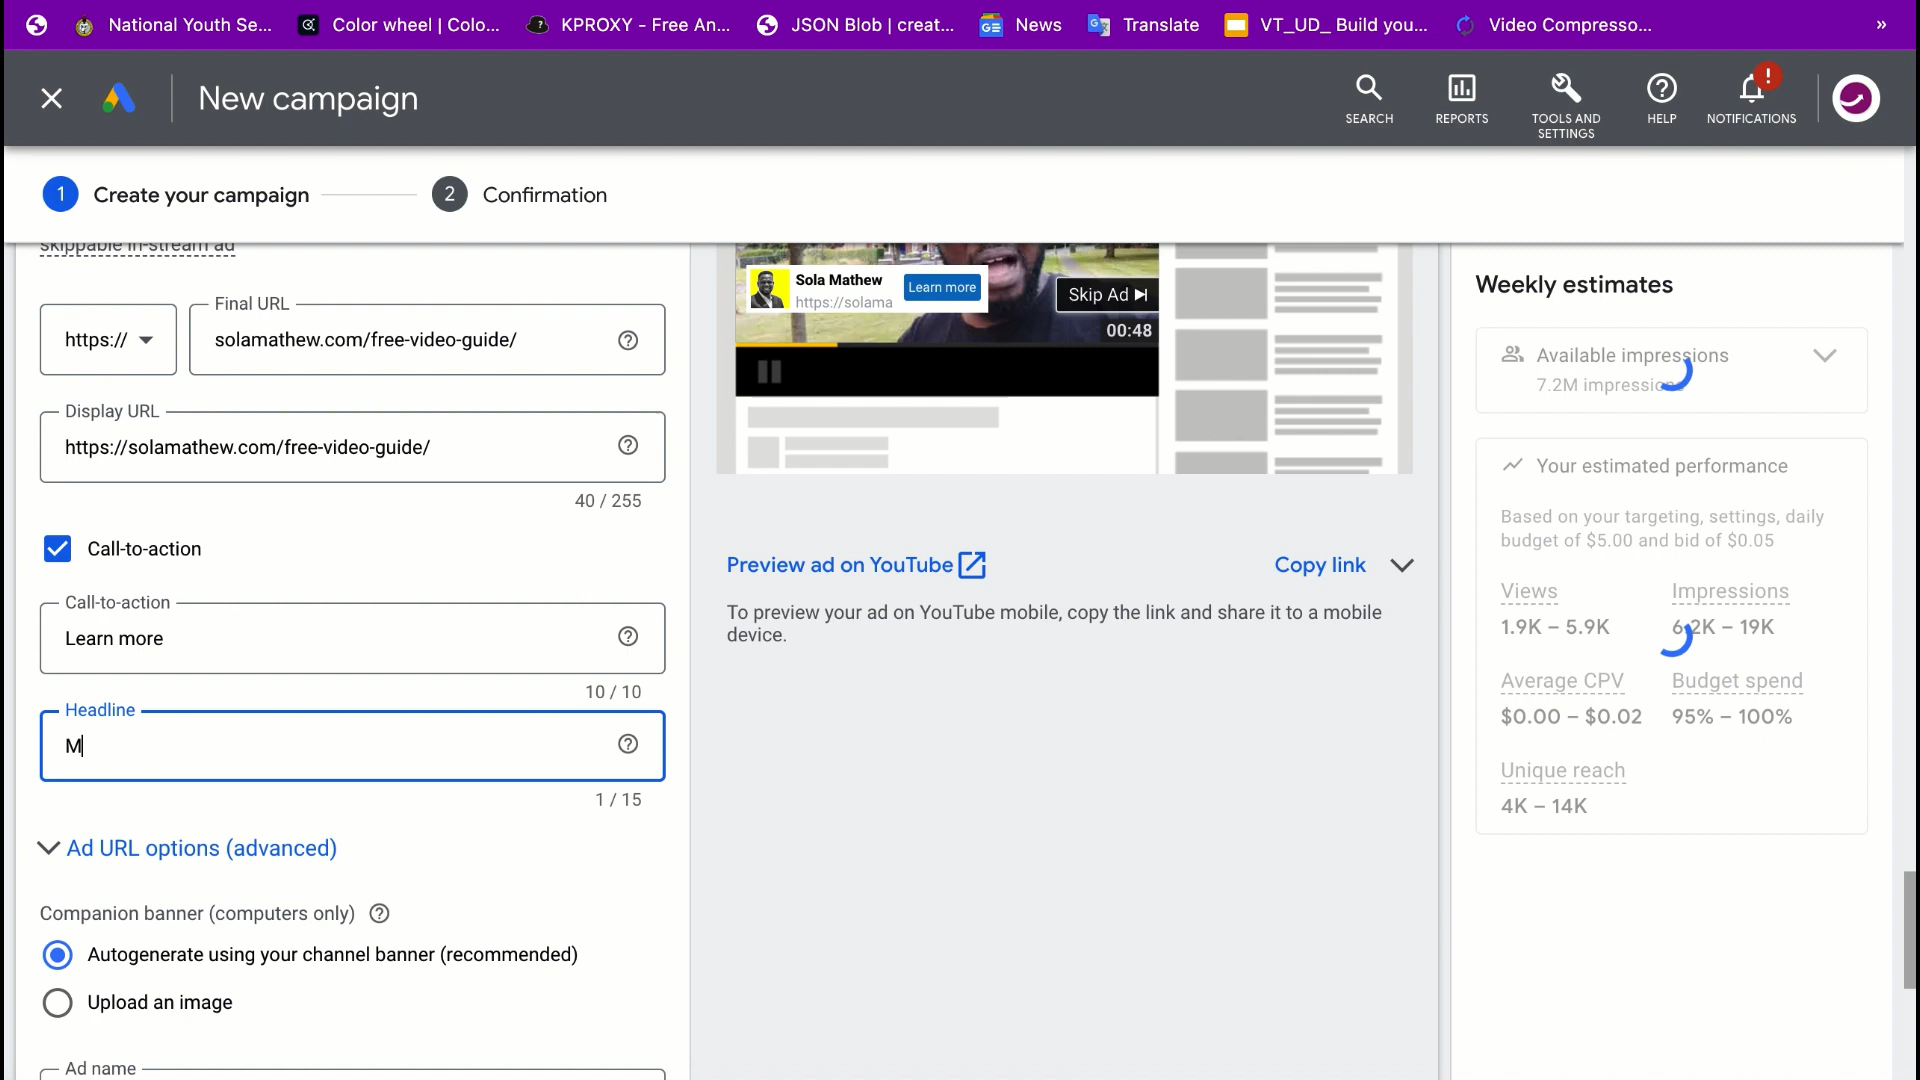 National Youth Se...
Color wheel | Colo...
KPROXY - Free An...
JSON Blob | creat...
News
Translate
VT_UD_ Build you...
Video Compresso...
»
New campaign
SEARCH
REPORTS
TOOLS AND
SETTINGS
HELP
!
NOTIFICATIONS
1 Create your campaign
2 Confirmation
skippable in-stream ad
https://
Final URL
solamathew.com/free-video-guide/
Display URL
https://solamathew.com/free-video-guide/
40 / 255
Call-to-action
Call-to-action
Learn more
10 / 10
Headline
M
1 / 15
Ad URL options (advanced)
Companion banner (computers only)
Autogenerate using your channel banner (recommended)
Upload an image
Ad name
Sola Mathew
https://solama
Learn more
Skip Ad
00:48
Preview ad on YouTube
Copy link
To preview your ad on YouTube mobile, copy the link and share it to a mobile
device.
Weekly estimates
Available impressions
7.2M impressions
Your estimated performance
Based on your targeting, settings, daily
budget of $5.00 and bid of $0.05
Views
1.9K – 5.9K
Impressions
6.2K – 19K
Average CPV
$0.00 – $0.02
Budget spend
95% – 100%
Unique reach
4K – 14K